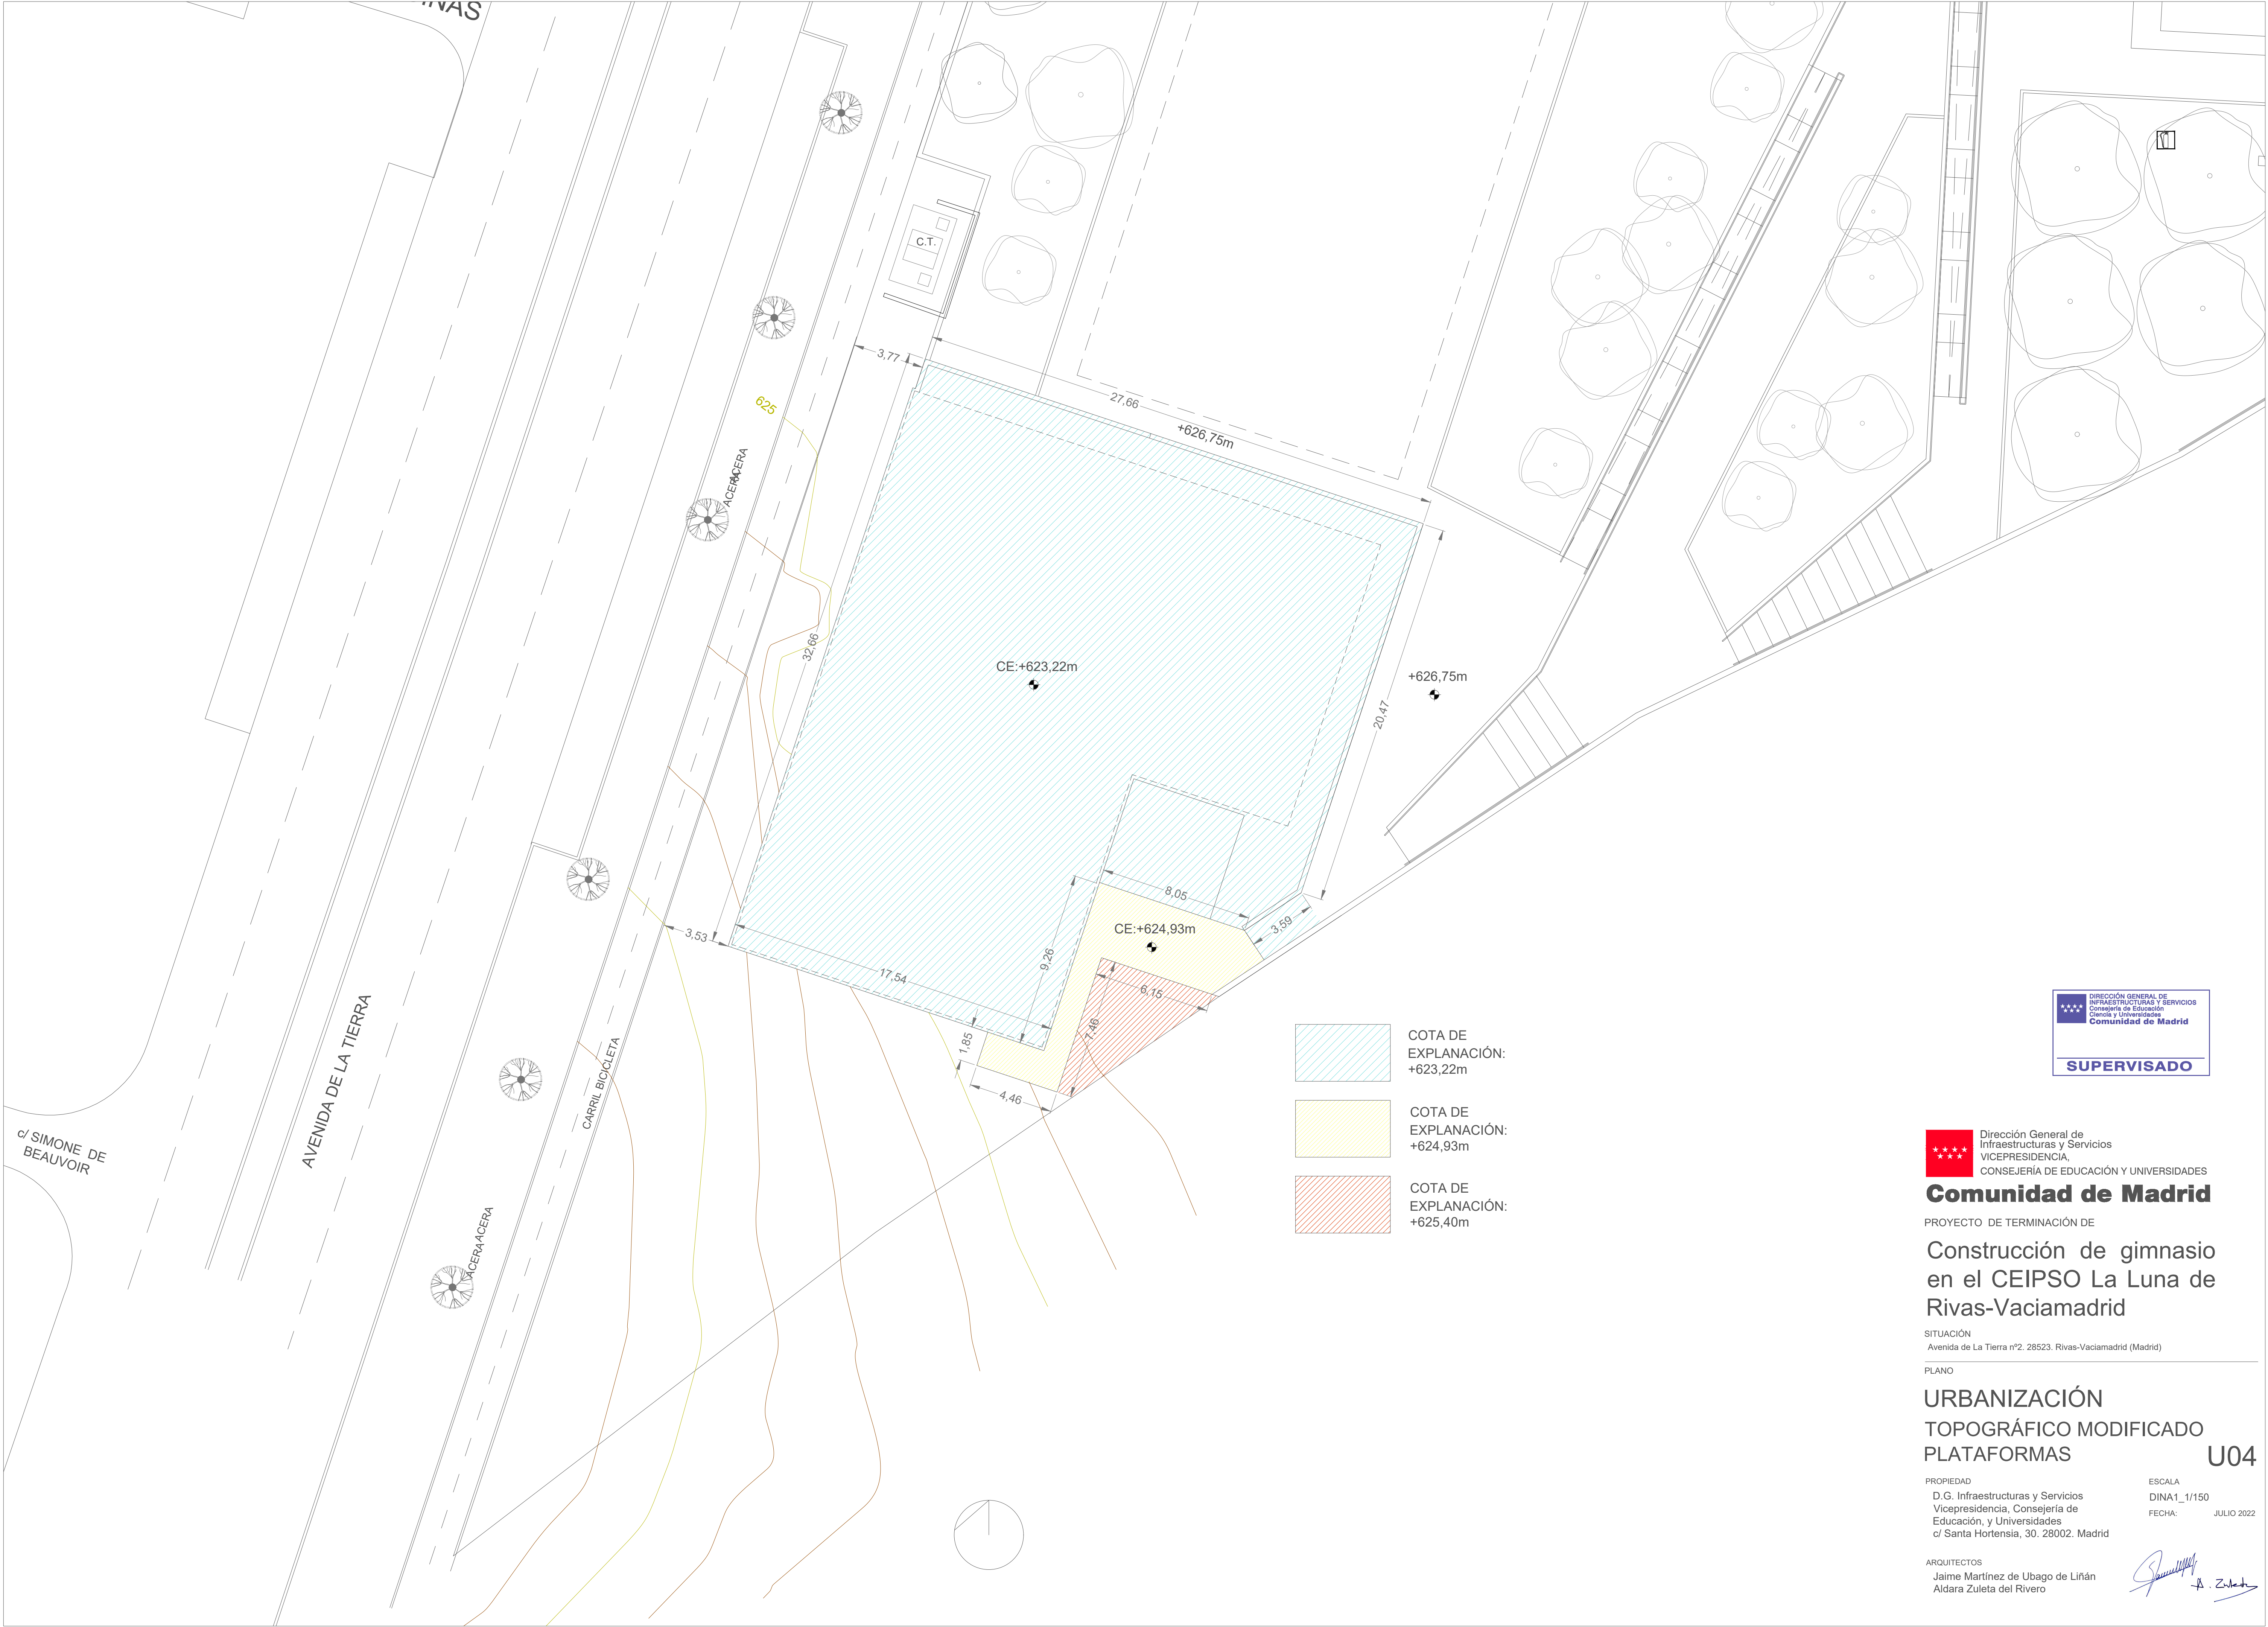 C.T.
3,77
27,66
+626,75m
625
ACERA
ACERA
32,66
CE:+623,22m
+626,75m
20,47
8,05
CE:+624,93m
3,59
3,53
17,54
9,26
6,15
7,46
1,85
4,46
AVENIDA DE LA TIERRA
CARRIL BICICLETA
c/ SIMONE DE
BEAUVOIR
ACERA
ACERA
COTA DE
EXPLANACIÓN:
+623,22m
COTA DE
EXPLANACIÓN:
+624,93m
COTA DE
EXPLANACIÓN:
+625,40m
DIRECCIÓN GENERAL DE
INFRAESTRUCTURAS Y SERVICIOS
Consejería de Educación
Ciencia y Universidades
Comunidad de Madrid
SUPERVISADO
Dirección General de
Infraestructuras y Servicios
VICEPRESIDENCIA,
CONSEJERÍA DE EDUCACIÓN Y UNIVERSIDADES
Comunidad de Madrid
PROYECTO DE TERMINACIÓN DE
Construcción de gimnasio
en el CEIPSO La Luna de
Rivas-Vaciamadrid
SITUACIÓN
Avenida de La Tierra nº2. 28523. Rivas-Vaciamadrid (Madrid)
PLANO
URBANIZACIÓN
TOPOGRÁFICO MODIFICADO
PLATAFORMAS
U04
PROPIEDAD
D.G. Infraestructuras y Servicios
Vicepresidencia, Consejería de
Educación, y Universidades
c/ Santa Hortensia, 30. 28002. Madrid
ESCALA
DINA1_1/150
FECHA: JULIO 2022
ARQUITECTOS
Jaime Martínez de Ubago de Liñán
Aldara Zuleta del Rivero
A. Zuleta